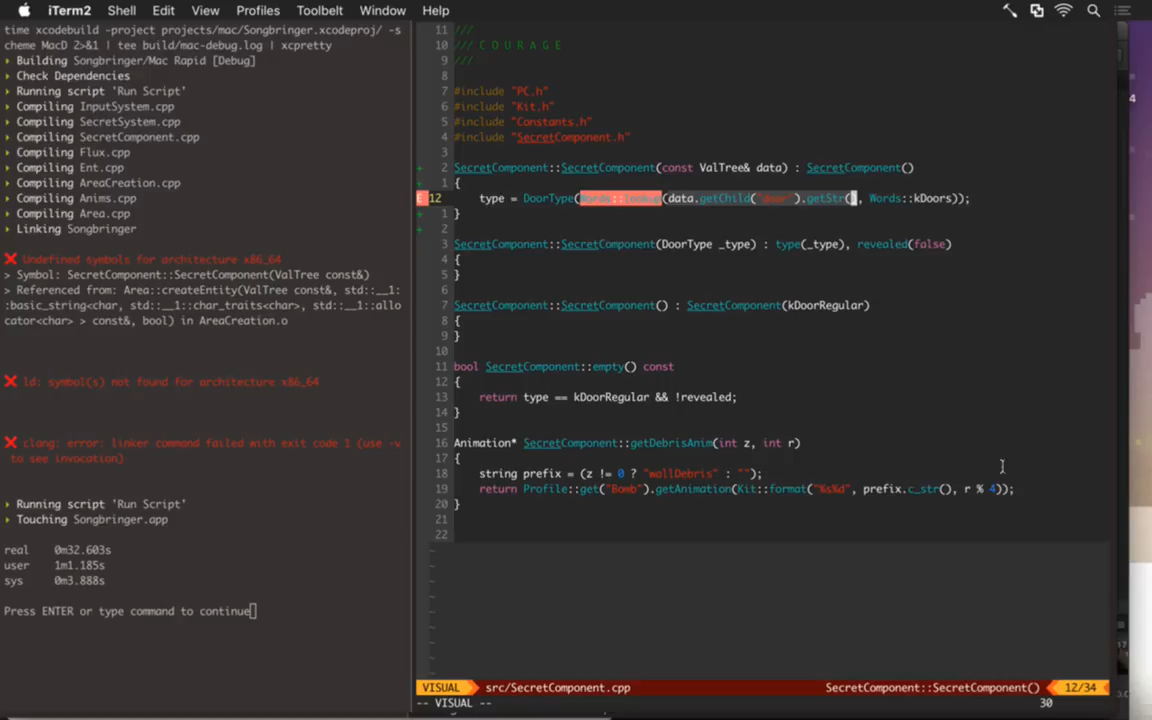 iTerm2 Shell Edit View Profiles Toolbelt Window Help
time xcodebuild -project projects/mac/Songbringer.xcodeproj/ -s
cheme MacD 2>&1 | tee build/mac-debug.log | xcpretty
▸ Building Songbringer/Mac Rapid [Debug]
▸ Check Dependencies
▸ Running script 'Run Script'
▸ Compiling InputSystem.cpp
▸ Compiling SecretSystem.cpp
▸ Compiling SecretComponent.cpp
▸ Compiling Flux.cpp
▸ Compiling Ent.cpp
▸ Compiling AreaCreation.cpp
▸ Compiling Anims.cpp
▸ Compiling Area.cpp
▸ Linking Songbringer
❌ Undefined symbols for architecture x86_64
> Symbol: SecretComponent::SecretComponent(ValTree const&)
> Referenced from: Area::createEntity(ValTree const&, std::__1:
:basic_string<char, std::__1::char_traits<char>, std::__1::allo
cator<char> > const&, bool) in AreaCreation.o
❌ ld: symbol(s) not found for architecture x86_64
❌ clang: error: linker command failed with exit code 1 (use -v
to see invocation)
▸ Running script 'Run Script'
▸ Touching Songbringer.app
real 0m32.603s
user 1m1.185s
sys 0m3.888s
Press ENTER or type command to continue
11 ///
10 /// C O U R A G E
9 ///
8
7 #include "PC.h"
6 #include "Kit.h"
5 #include "Constants.h"
4 #include "SecretComponent.h"
3
+ 2 SecretComponent::SecretComponent(const ValTree& data) : SecretComponent()
+ 1 {
E 12 type = DoorType(Words::lookup(data.getChild("door").getStr(), Words::kDoors));
+ 1 }
+ 2
3 SecretComponent::SecretComponent(DoorType _type) : type(_type), revealed(false)
4 {
5 }
6
7 SecretComponent::SecretComponent() : SecretComponent(kDoorRegular)
8 {
9 }
10
11 bool SecretComponent::empty() const
12 {
13 return type == kDoorRegular && !revealed;
14 }
15
16 Animation* SecretComponent::getDebrisAnim(int z, int r)
17 {
18 string prefix = (z != 0 ? "wallDebris" : "");
19 return Profile::get("Bomb").getAnimation(Kit::format("%s%d", prefix.c_str(), r % 4));
20 }
21
22
~
~
~
~
~
~
~
~
~
VISUAL src/SecretComponent.cpp SecretComponent::SecretComponent() 12/34
-- VISUAL -- 30
4